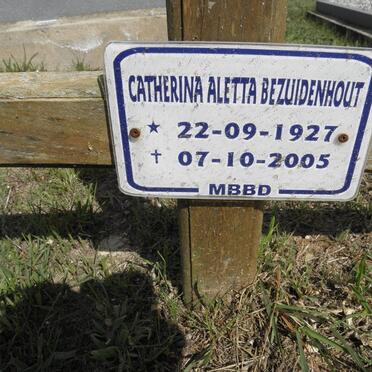 CATHERINA ALETTA BEZUIDENHOUT
★ 22-09-1927
✝ 07-10-2005
MBBD